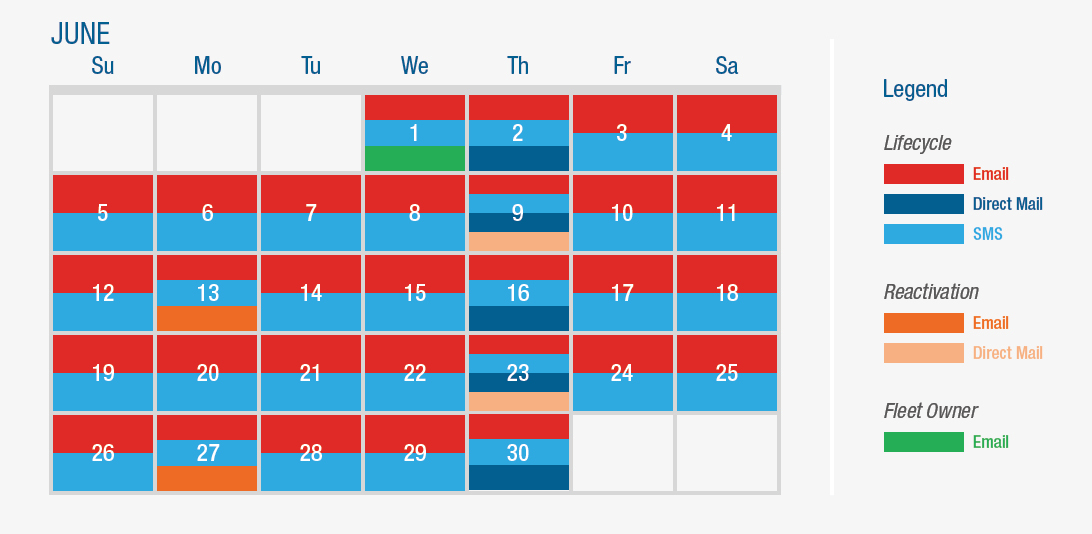 JUNE
Su Mo Tu We Th Fr Sa
1 2 3 4
5 6 7 8 9 10 11
12 13 14 15 16 17 18
19 20 21 22 23 24 25
26 27 28 29 30
Legend
Lifecycle
Email
Direct Mail
SMS
Reactivation
Email
Direct Mail
Fleet Owner
Email